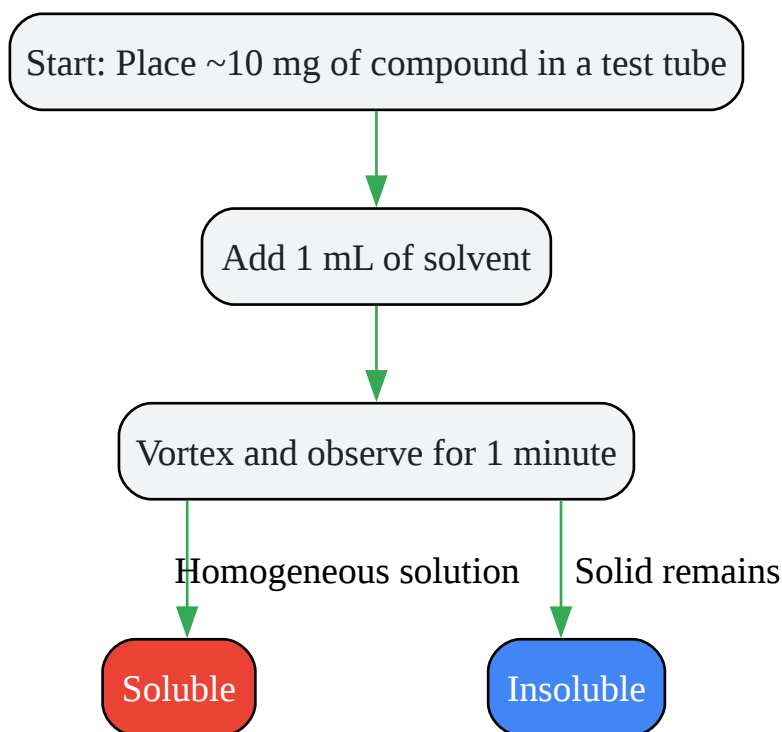 Start: Place ~10 mg of compound in a test tube
Add 1 mL of solvent
Vortex and observe for 1 minute
Homogeneous solution
Solid remains
Soluble
Insoluble